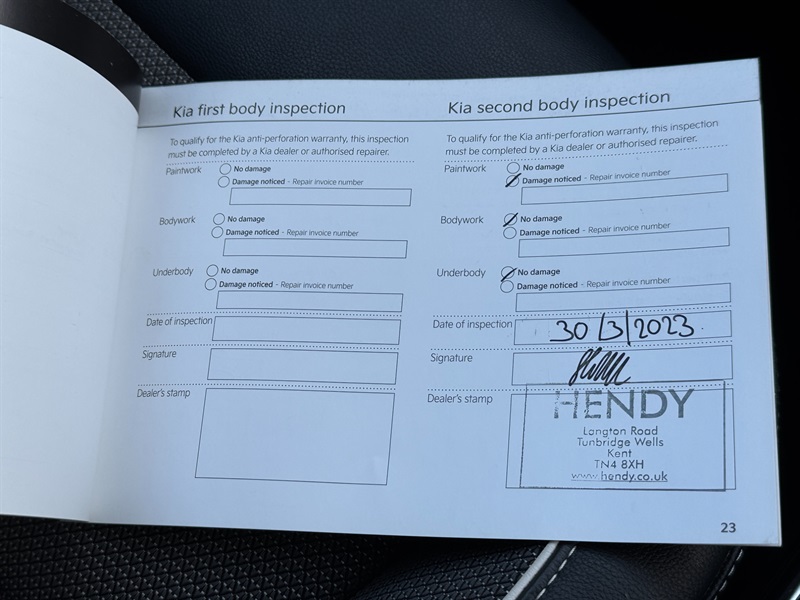 Kia first body inspection
To qualify for the Kia anti-perforation warranty, this inspection
must be completed by a Kia dealer or authorised repairer.
Paintwork
No damage
Damage noticed - Repair invoice number
Bodywork
No damage
Damage noticed - Repair invoice number
Underbody
No damage
Damage noticed - Repair invoice number
Date of inspection
Signature
Dealer's stamp
Kia second body inspection
To qualify for the Kia anti-perforation warranty, this inspection
must be completed by a Kia dealer or authorised repairer.
Paintwork
No damage
Damage noticed - Repair invoice number
Bodywork
No damage
Damage noticed - Repair invoice number
Underbody
No damage
Damage noticed - Repair invoice number
Date of inspection
30/3/2023
Signature
Dealer's stamp
HENDY
Longton Road
Tunbridge Wells
Kent
TN4 8XH
www.hendy.co.uk
23